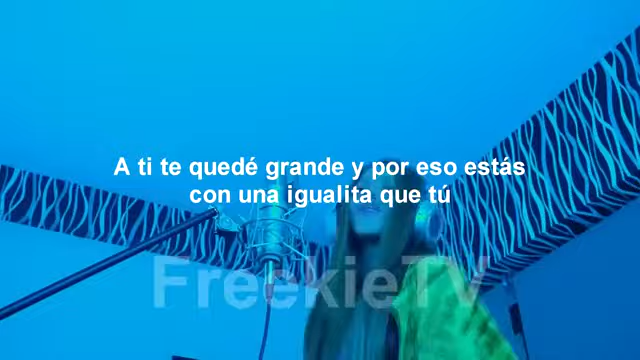 A ti te quedé grande y por eso estás
con una igualita que tú
FreekieTV